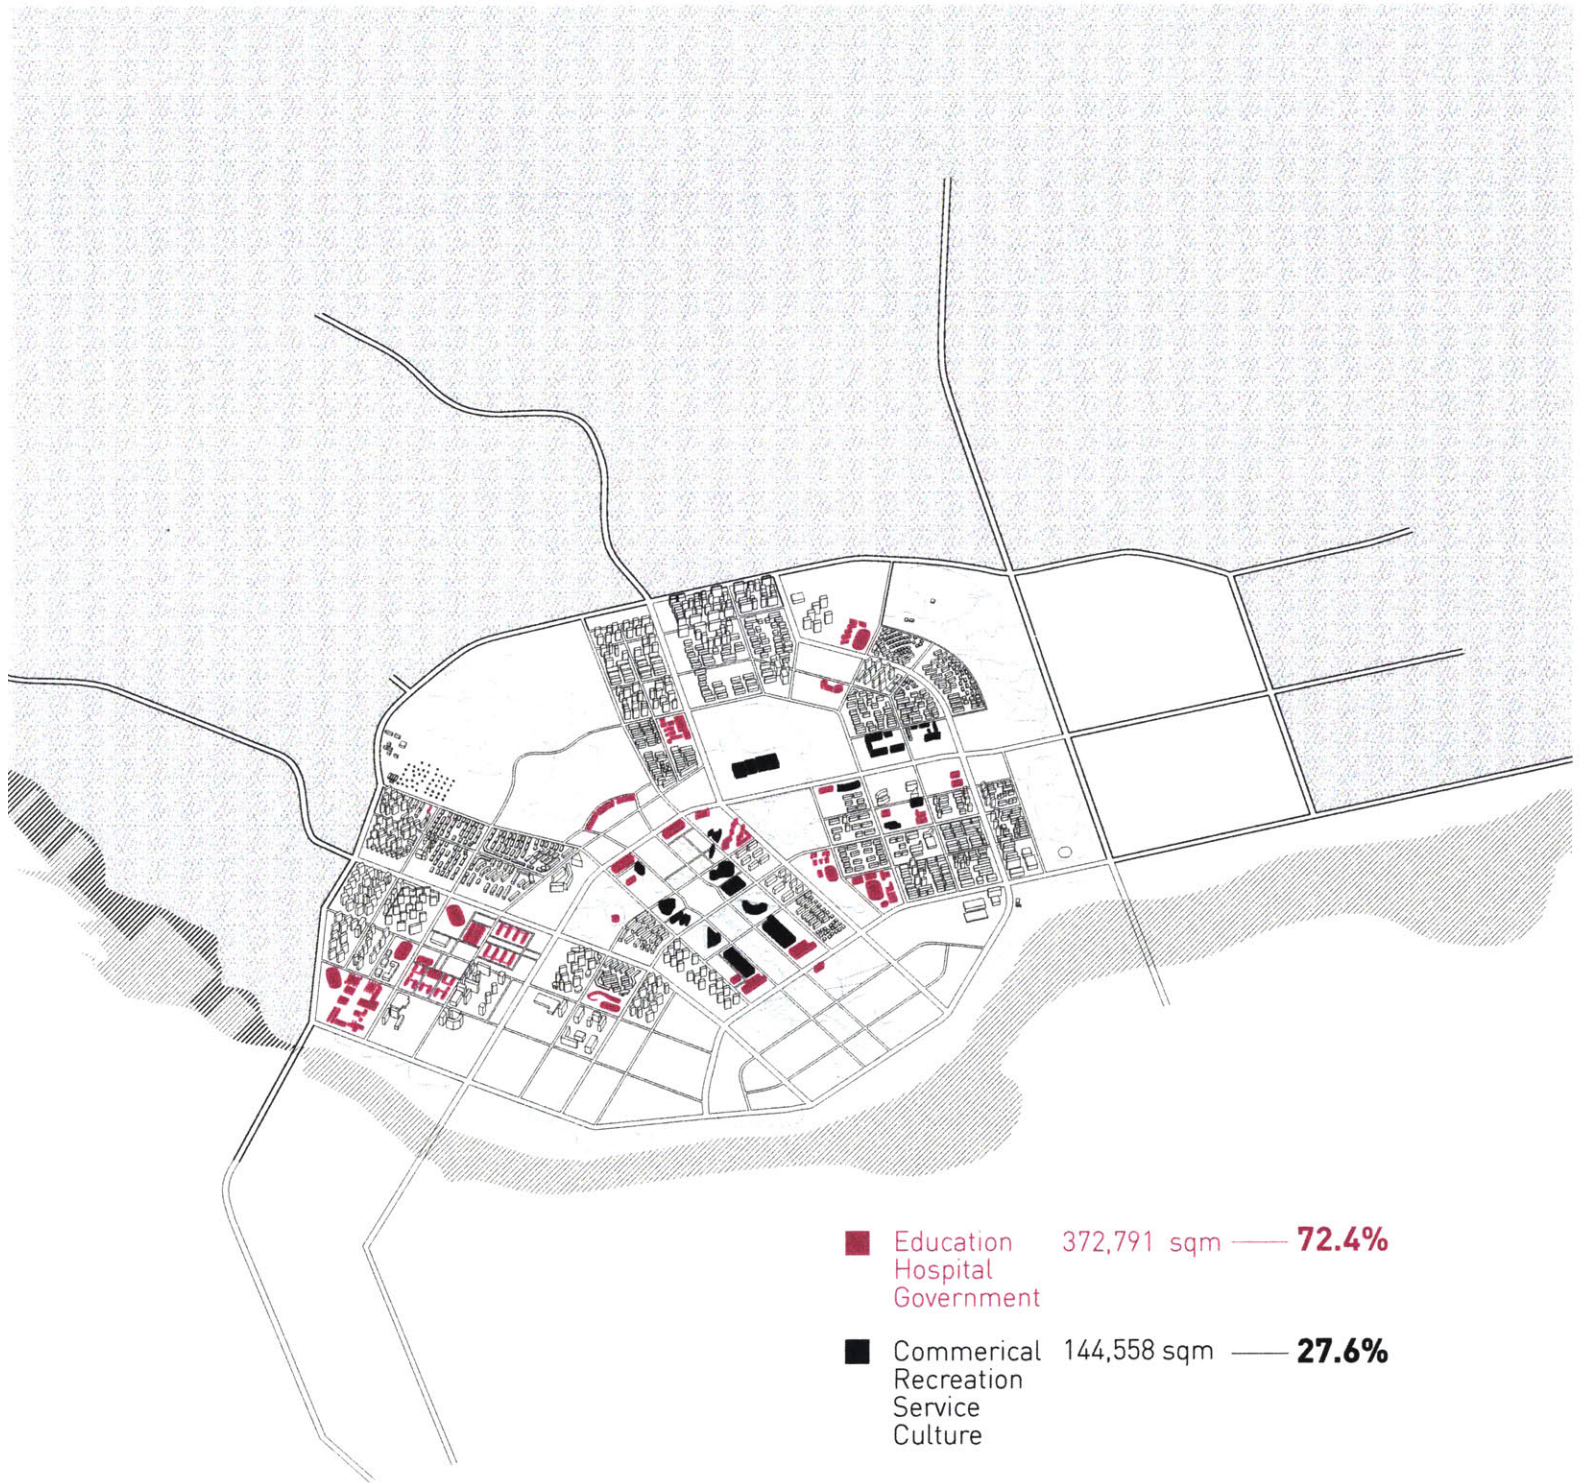 Education 372,791 sqm 72.4%
Hospital
Government
Commerical 144,558 sqm 27.6%
Recreation
Service
Culture